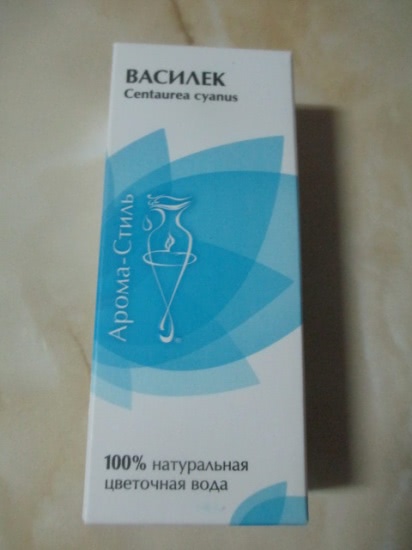 ВАСИЛЕК
Centaurea cyanus
Арома-Стиль
®
100% натуральная
цветочная вода